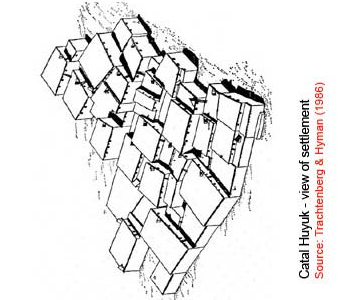 Catal Huyuk - view of settlement
Source: Trachtenberg & Hyman (1986)